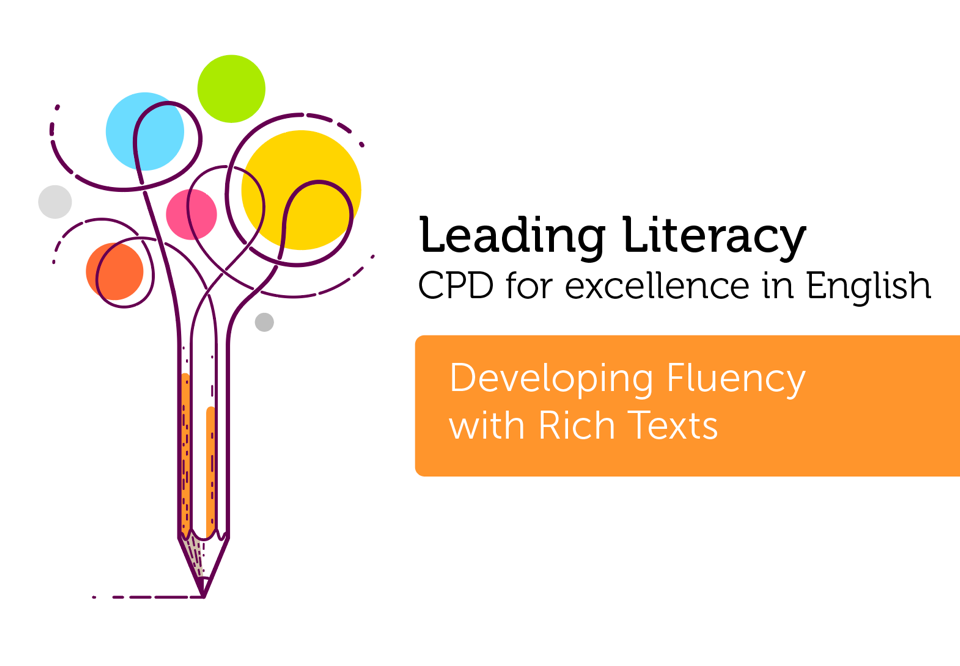 Leading Literacy
CPD for excellence in English
Developing Fluency
with Rich Texts